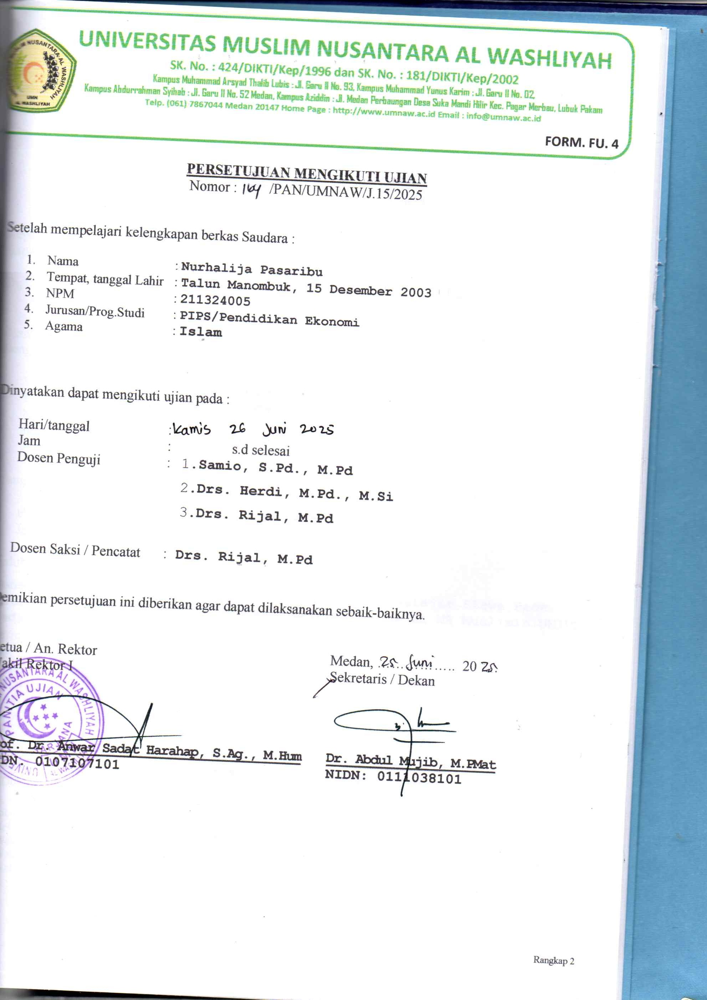 UNIVERSITAS MUSLIM NUSANTARA AL WASHLIYAH
SK. No. : 424/DIKTI/Kep/1996 dan SK. No. : 181/DIKTI/Kep/2002
Kampus Muhammad Arsyad Thalib Lubis : Jl. Garu II No. 93, Kampus Muhammad Yunus Karim : Jl. Garu II No. 02,
Kampus Abdurrahman Syihab : Jl. Garu II No. 52 Medan, Kampus Aziddin : Jl. Medan Perbaungan Desa Suka Mandi Hilir Kec. Pagar Merbau, Lubuk Pakam
Telp. (061) 7867044 Medan 20147 Home Page : http://www.umnaw.ac.id Email : info@umnaw.ac.id
UMN
AL WASHLIYAH
FORM. FU. 4
PERSETUJUAN MENGIKUTI UJIAN
Nomor : 164 /PAN/UMNAW/J.15/2025
Setelah mempelajari kelengkapan berkas Saudara :
1. Nama : Nurhalija Pasaribu
2. Tempat, tanggal Lahir : Talun Manombuk, 15 Desember 2003
3. NPM : 211324005
4. Jurusan/Prog.Studi : PIPS/Pendidikan Ekonomi
5. Agama : Islam
Dinyatakan dapat mengikuti ujian pada :
Hari/tanggal : Kamis 26 Juni 2025
Jam : s.d selesai
Dosen Penguji : 1.Samio, S.Pd., M.Pd
2.Drs. Herdi, M.Pd., M.Si
3.Drs. Rijal, M.Pd
Dosen Saksi / Pencatat : Drs. Rijal, M.Pd
emikian persetujuan ini diberikan agar dapat dilaksanakan sebaik-baiknya.
etua / An. Rektor
akil Rektor I
NUSANTARA AL WASHLIYAH
PANITIA UJIAN
SARJANA
of. Dr. Anwar Sadat Harahap, S.Ag., M.Hum
DN. 0107107101
Medan, 25 Juni 2025
Sekretaris / Dekan
Dr. Abdul Mujib, M.PMat
NIDN: 0111038101
Rangkap 2